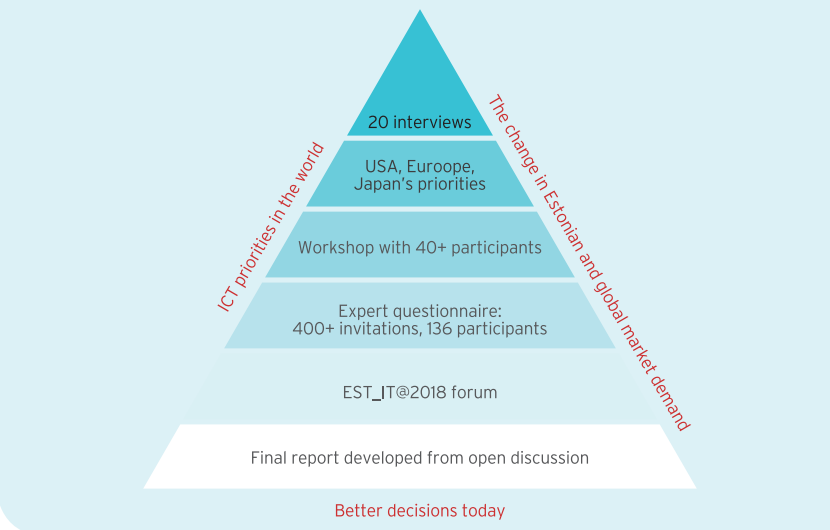 20 interviews
USA, Euroope,
Japan's priorities
Workshop with 40+ participants
Expert questionnaire:
400+ invitations, 136 participants
EST_IT@2018 forum
Final report developed from open discussion
ICT priorities in the world
The change in Estonian and global market demand
Better decisions today